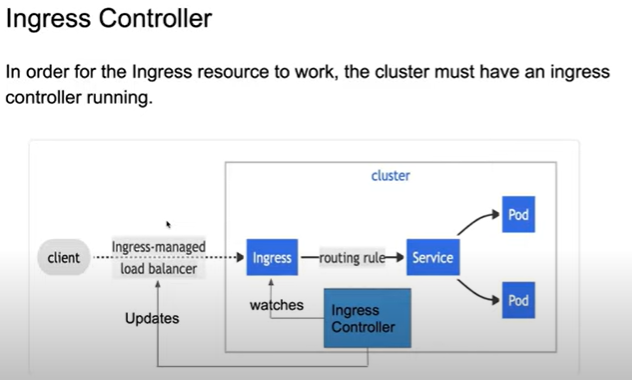 Ingress Controller
In order for the Ingress resource to work, the cluster must have an ingress
controller running.
cluster
client
Ingress-managed
load balancer
Ingress
routing rule
Service
Pod
Pod
watches
Ingress
Controller
Updates